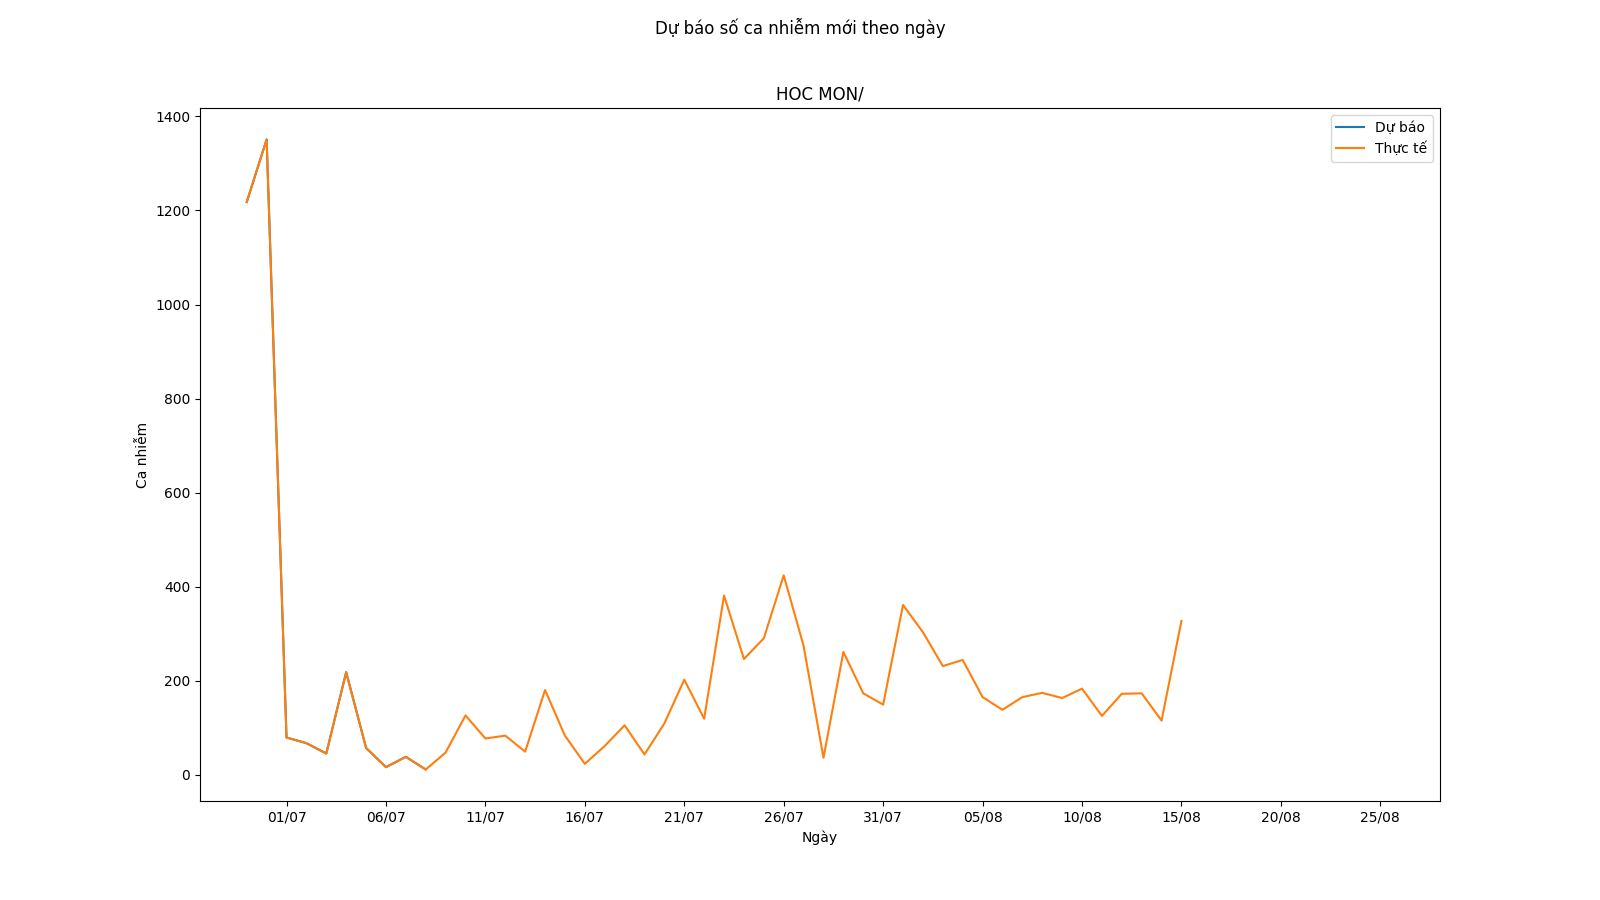 Dự báo số ca nhiễm mới theo ngày
HOC MON/
Dự báo
Thực tế
1400
1200
1000
800
600
400
200
0
Ca nhiễm
01/07 06/07 11/07 16/07 21/07 26/07 31/07 05/08 10/08 15/08 20/08 25/08
Ngày